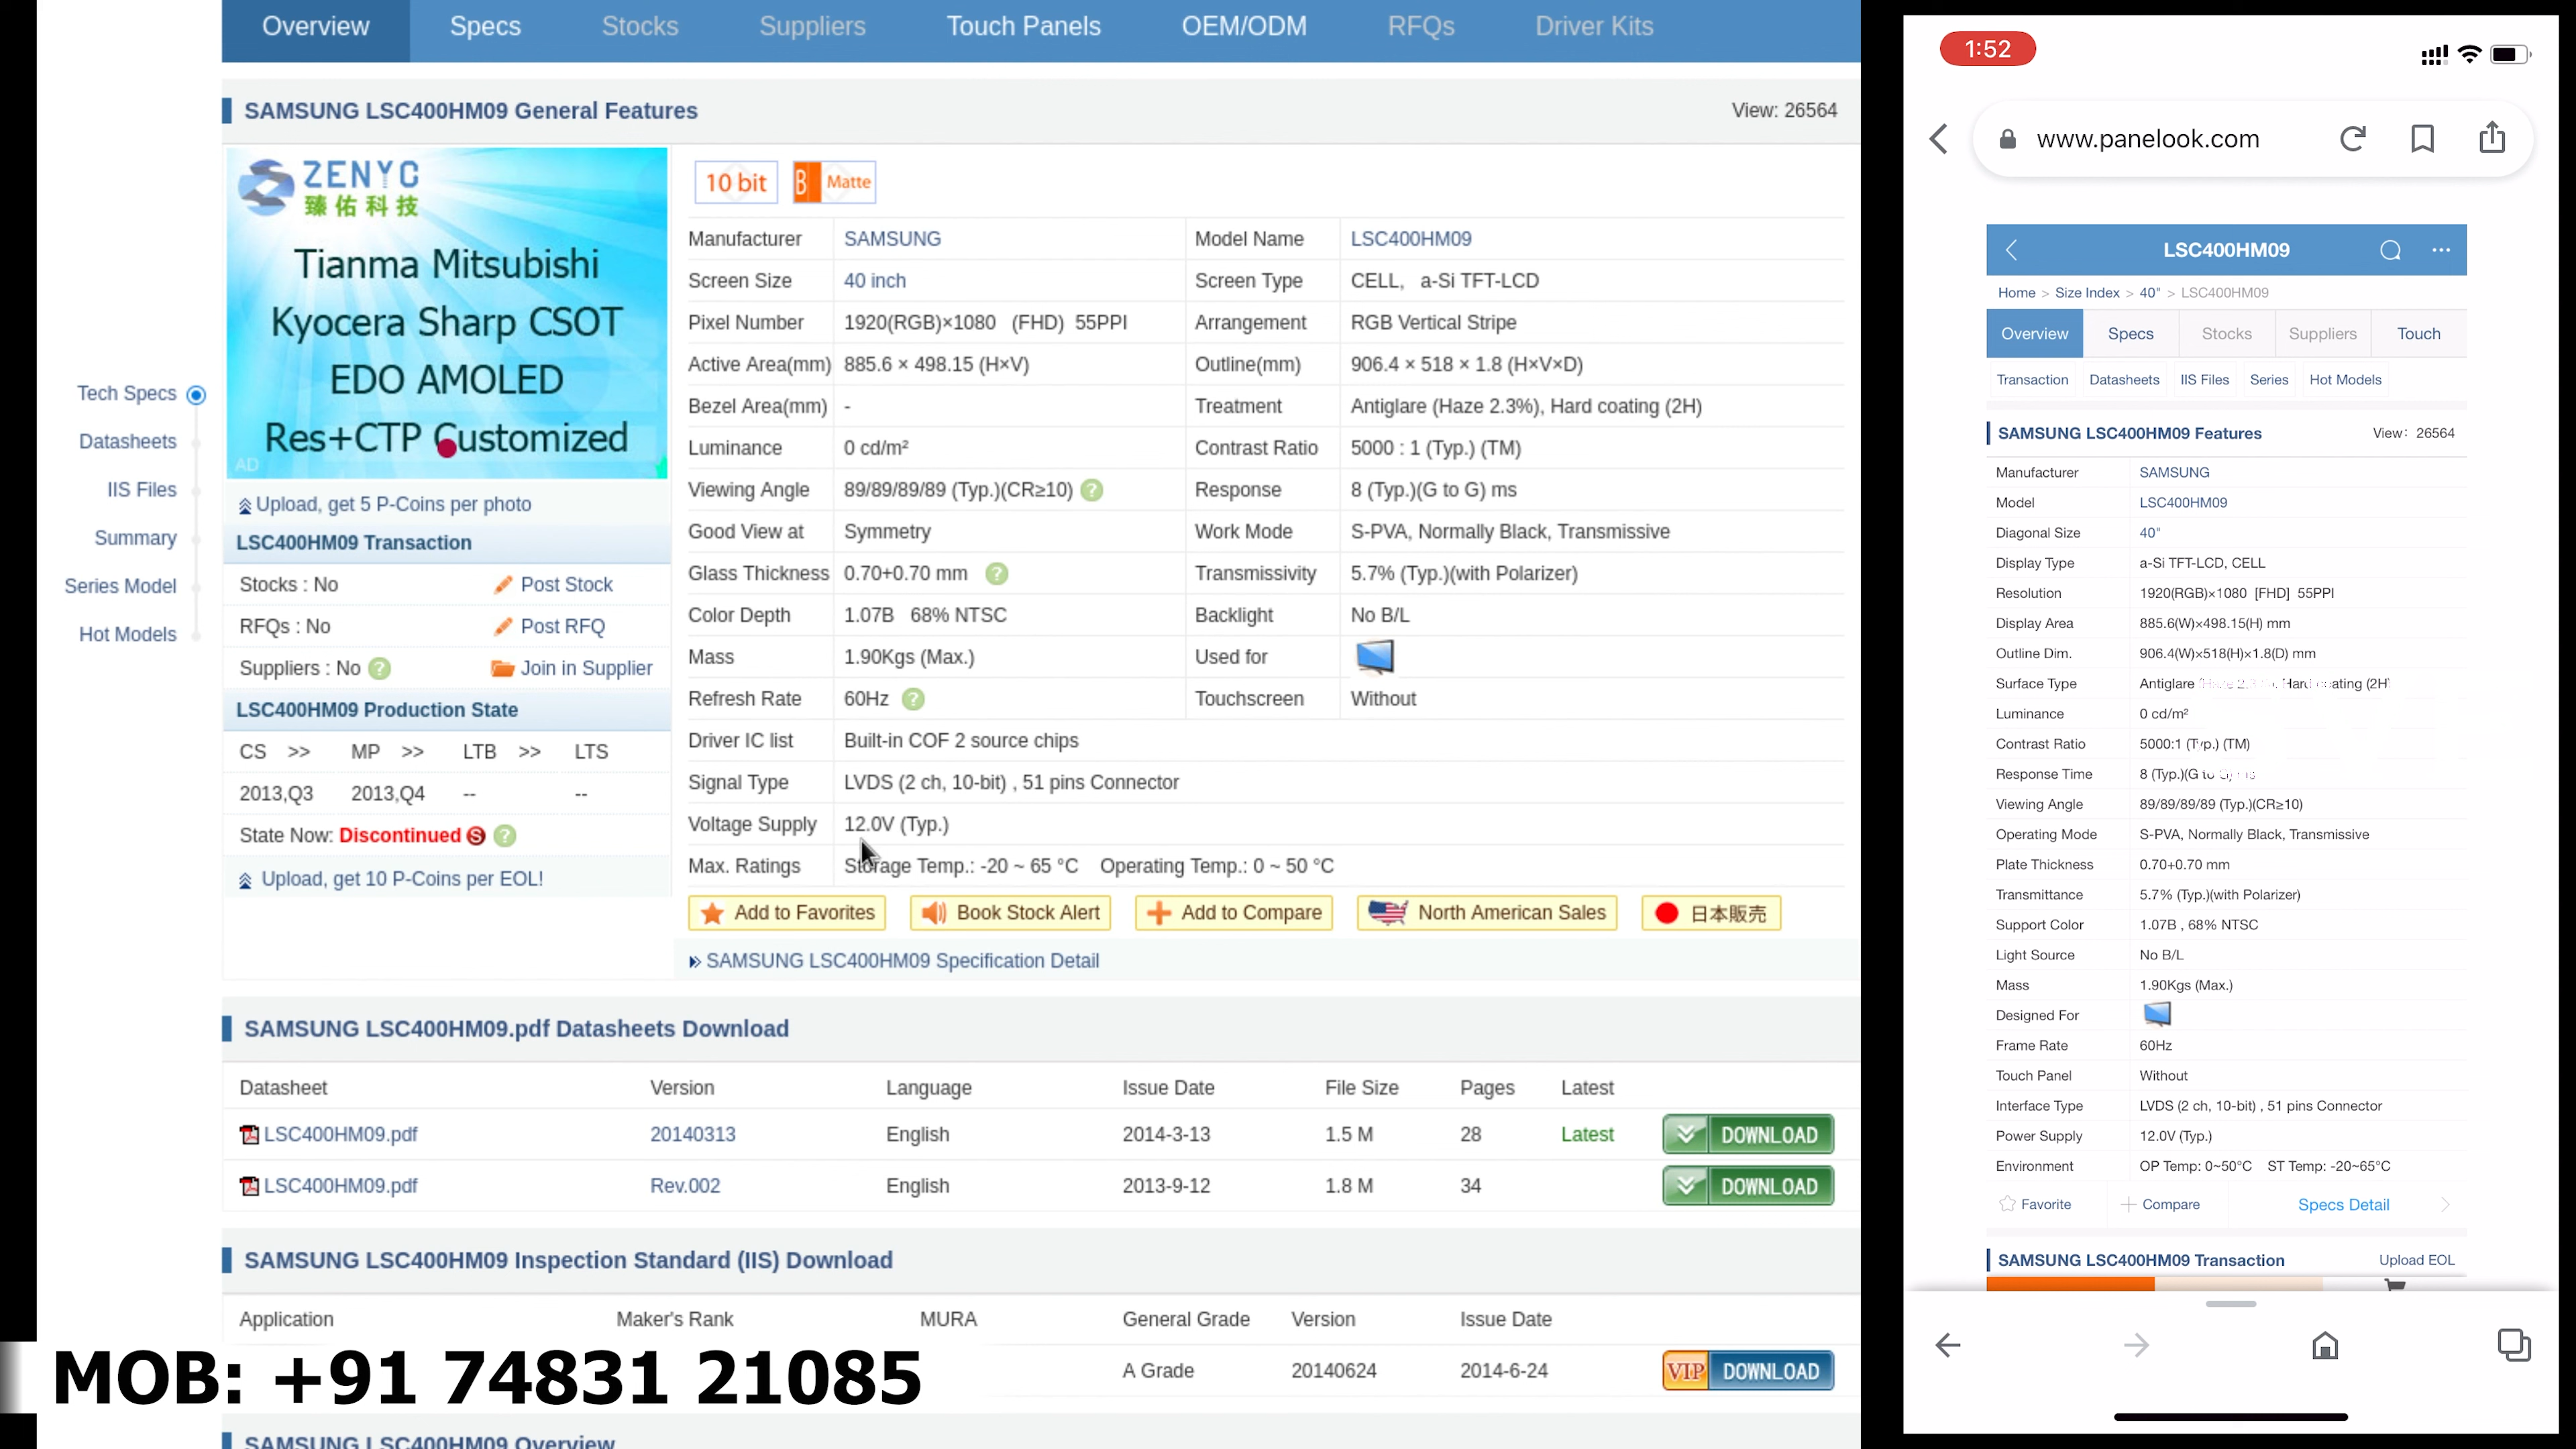 Overview Specs Stocks Suppliers Touch Panels OEM/ODM RFQs Driver Kits
SAMSUNG LSC400HM09 General Features View: 26564
ZENYC
臻佑科技
Tianma Mitsubishi
Kyocera Sharp CSOT
EDO AMOLED
Res+CTP Customized
AD
Tech Specs
Datasheets
IIS Files
Summary
Series Model
Hot Models
Upload, get 5 P-Coins per photo
LSC400HM09 Transaction
Stocks : No Post Stock
RFQs : No Post RFQ
Suppliers : No Join in Supplier
LSC400HM09 Production State
CS >> MP >> LTB >> LTS
2013,Q3 2013,Q4 -- --
State Now: Discontinued
Upload, get 10 P-Coins per EOL!
10 bit B Matte
Manufacturer SAMSUNG Model Name LSC400HM09
Screen Size 40 inch Screen Type CELL, a-Si TFT-LCD
Pixel Number 1920(RGB)×1080 (FHD) 55PPI Arrangement RGB Vertical Stripe
Active Area(mm) 885.6 × 498.15 (H×V) Outline(mm) 906.4 × 518 × 1.8 (H×V×D)
Bezel Area(mm) - Treatment Antiglare (Haze 2.3%), Hard coating (2H)
Luminance 0 cd/m² Contrast Ratio 5000 : 1 (Typ.) (TM)
Viewing Angle 89/89/89/89 (Typ.)(CR≥10) Response 8 (Typ.)(G to G) ms
Good View at Symmetry Work Mode S-PVA, Normally Black, Transmissive
Glass Thickness 0.70+0.70 mm Transmissivity 5.7% (Typ.)(with Polarizer)
Color Depth 1.07B 68% NTSC Backlight No B/L
Mass 1.90Kgs (Max.) Used for
Refresh Rate 60Hz Touchscreen Without
Driver IC list Built-in COF 2 source chips
Signal Type LVDS (2 ch, 10-bit) , 51 pins Connector
Voltage Supply 12.0V (Typ.)
Max. Ratings Storage Temp.: -20 ~ 65 °C Operating Temp.: 0 ~ 50 °C
Add to Favorites Book Stock Alert Add to Compare North American Sales 日本販売
SAMSUNG LSC400HM09 Specification Detail
SAMSUNG LSC400HM09.pdf Datasheets Download
Datasheet Version Language Issue Date File Size Pages Latest
LSC400HM09.pdf 20140313 English 2014-3-13 1.5 M 28 Latest DOWNLOAD
LSC400HM09.pdf Rev.002 English 2013-9-12 1.8 M 34 DOWNLOAD
SAMSUNG LSC400HM09 Inspection Standard (IIS) Download
Application Maker's Rank MURA General Grade Version Issue Date
A Grade 20140624 2014-6-24 VIP DOWNLOAD
MOB: +91 74831 21085
SAMSUNG LSC400HM09 Overview
1:52
www.panelook.com
LSC400HM09
Home > Size Index > 40" > LSC400HM09
Overview Specs Stocks Suppliers Touch
Transaction Datasheets IIS Files Series Hot Models
SAMSUNG LSC400HM09 Features View: 26564
Manufacturer SAMSUNG
Model LSC400HM09
Diagonal Size 40"
Display Type a-Si TFT-LCD, CELL
Resolution 1920(RGB)×1080 [FHD] 55PPI
Display Area 885.6(W)×498.15(H) mm
Outline Dim. 906.4(W)×518(H)×1.8(D) mm
Surface Type Antiglare (2H)
Luminance 0 cd/m²
Contrast Ratio 5000:1 (Typ.) (TM)
Response Time 8 (Typ.)(G to
Viewing Angle 89/89/89/89 (Typ.)(CR≥10)
Operating Mode S-PVA, Normally Black, Transmissive
Plate Thickness 0.70+0.70 mm
Transmittance 5.7% (Typ.)(with Polarizer)
Support Color 1.07B , 68% NTSC
Light Source No B/L
Mass 1.90Kgs (Max.)
Designed For
Frame Rate 60Hz
Touch Panel Without
Interface Type LVDS (2 ch, 10-bit) , 51 pins Connector
Power Supply 12.0V (Typ.)
Environment OP Temp: 0~50°C ST Temp: -20~65°C
Favorite Compare Specs Detail
SAMSUNG LSC400HM09 Transaction Upload EOL